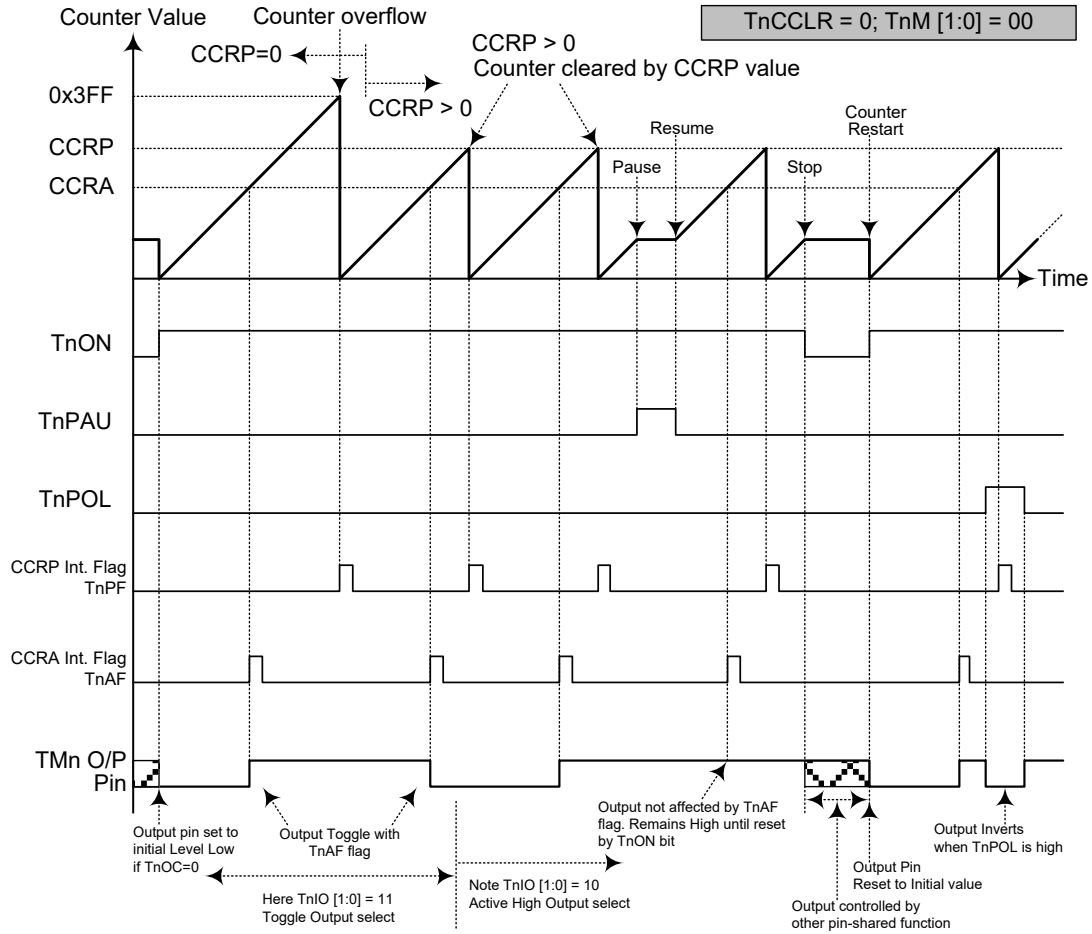 Counter Value
Counter overflow
TnCCLR = 0; TnM [1:0] = 00
CCRP=0
CCRP > 0
CCRP > 0
Counter cleared by CCRP value
0x3FF
CCRP
CCRA
Pause
Resume
Stop
Counter
Restart
Time
TnON
TnPAU
TnPOL
CCRP Int. Flag
TnPF
CCRA Int. Flag
TnAF
TMn O/P
Pin
Output pin set to
initial Level Low
if TnOC=0
Output Toggle with
TnAF flag
Output not affected by TnAF
flag. Remains High until reset
by TnON bit
Output Inverts
when TnPOL is high
Here TnIO [1:0] = 11
Toggle Output select
Note TnIO [1:0] = 10
Active High Output select
Output Pin
Reset to Initial value
Output controlled by
other pin-shared function